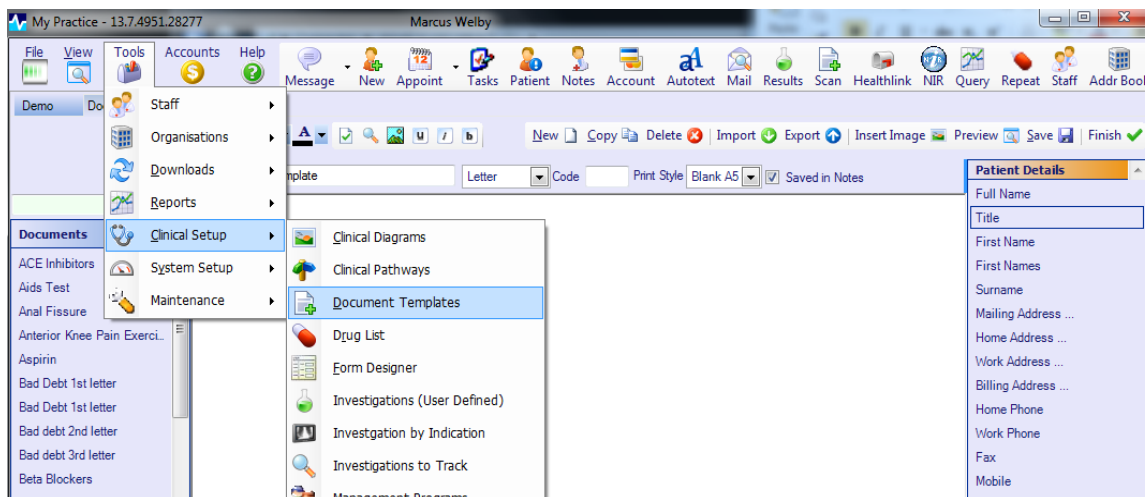 My Practice - 13.7.4951.28277 Marcus Welby
File View Tools Accounts Help
Message New Appoint Tasks Patient Notes Account Autotext Mail Results Scan Healthlink NIR Query Repeat Staff Addr Book
Demo
New Copy Delete Import Export Insert Image Preview Save Finish
Letter Code Print Style Blank A5 Saved in Notes
Staff
Organisations
Downloads
Reports
Clinical Setup
System Setup
Maintenance
Clinical Diagrams
Clinical Pathways
Document Templates
Drug List
Form Designer
Investigations (User Defined)
Investgation by Indication
Investigations to Track
Management Programs
Documents
ACE Inhibitors
Aids Test
Anal Fissure
Anterior Knee Pain Exerci...
Aspirin
Bad Debt 1st letter
Bad Debt 1st letter
Bad debt 2nd letter
Bad debt 3rd letter
Beta Blockers
Patient Details
Full Name
Title
First Name
First Names
Surname
Mailing Address ...
Home Address ...
Work Address ...
Billing Address ...
Home Phone
Work Phone
Fax
Mobile